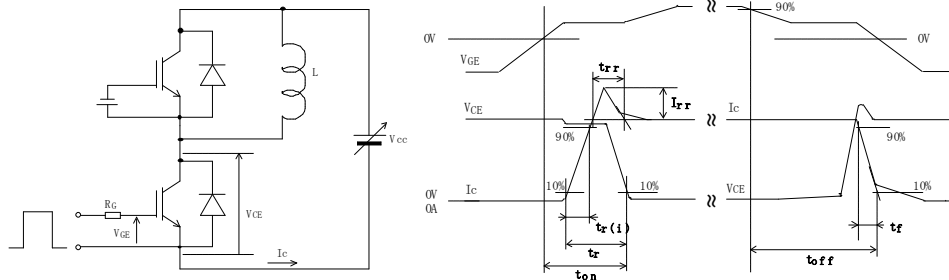 L
Vcc
RG
VGE
VCE
Ic
0V
VGE
90%
0V
trr
Irr
VCE
Ic
90%
90%
Ic
10%
10%
VCE
10%
0V
0A
tr(i)
tr
ton
tf
toff